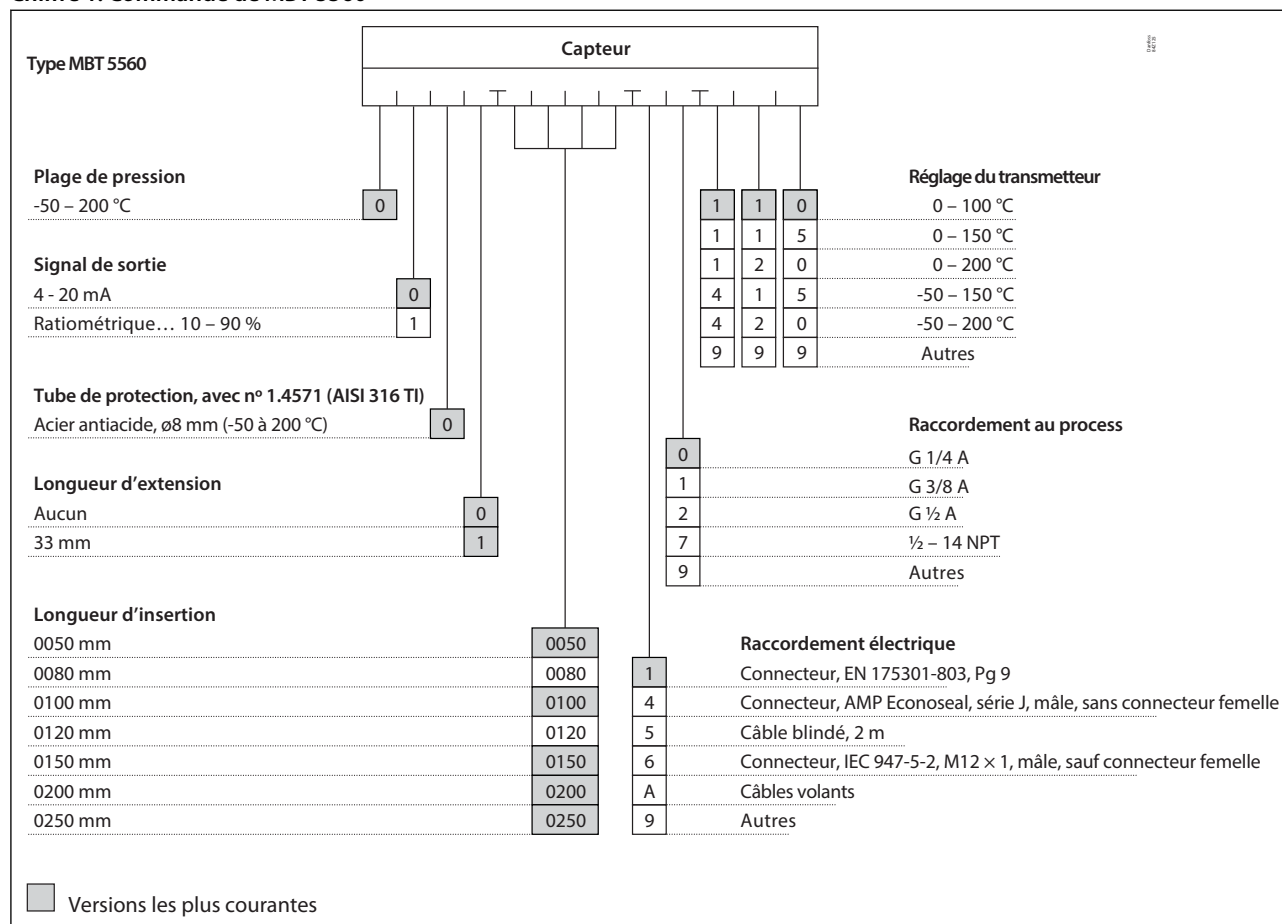 Type MBT 5560
Capteur
Plage de pression
-50 – 200 °C
0
Signal de sortie
4 - 20 mA
0
Ratiométrique… 10 – 90 %
1
Tube de protection, avec nº 1.4571 (AISI 316 TI)
Acier antiacide, ø8 mm (-50 à 200 °C)
0
Longueur d’extension
Aucun
0
33 mm
1
Longueur d’insertion
0050 mm
0050
0080 mm
0080
0100 mm
0100
0120 mm
0120
0150 mm
0150
0200 mm
0200
0250 mm
0250
Réglage du transmetteur
1 1 0 0 – 100 °C
1 1 5 0 – 150 °C
1 2 0 0 – 200 °C
4 1 5 -50 – 150 °C
4 2 0 -50 – 200 °C
9 9 9 Autres
Raccordement au process
0 G 1/4 A
1 G 3/8 A
2 G ½ A
7 ½ – 14 NPT
9 Autres
Raccordement électrique
1 Connecteur, EN 175301-803, Pg 9
4 Connecteur, AMP Econoseal, série J, mâle, sans connecteur femelle
5 Câble blindé, 2 m
6 Connecteur, IEC 947-5-2, M12 × 1, mâle, sauf connecteur femelle
A Câbles volants
9 Autres
Versions les plus courantes